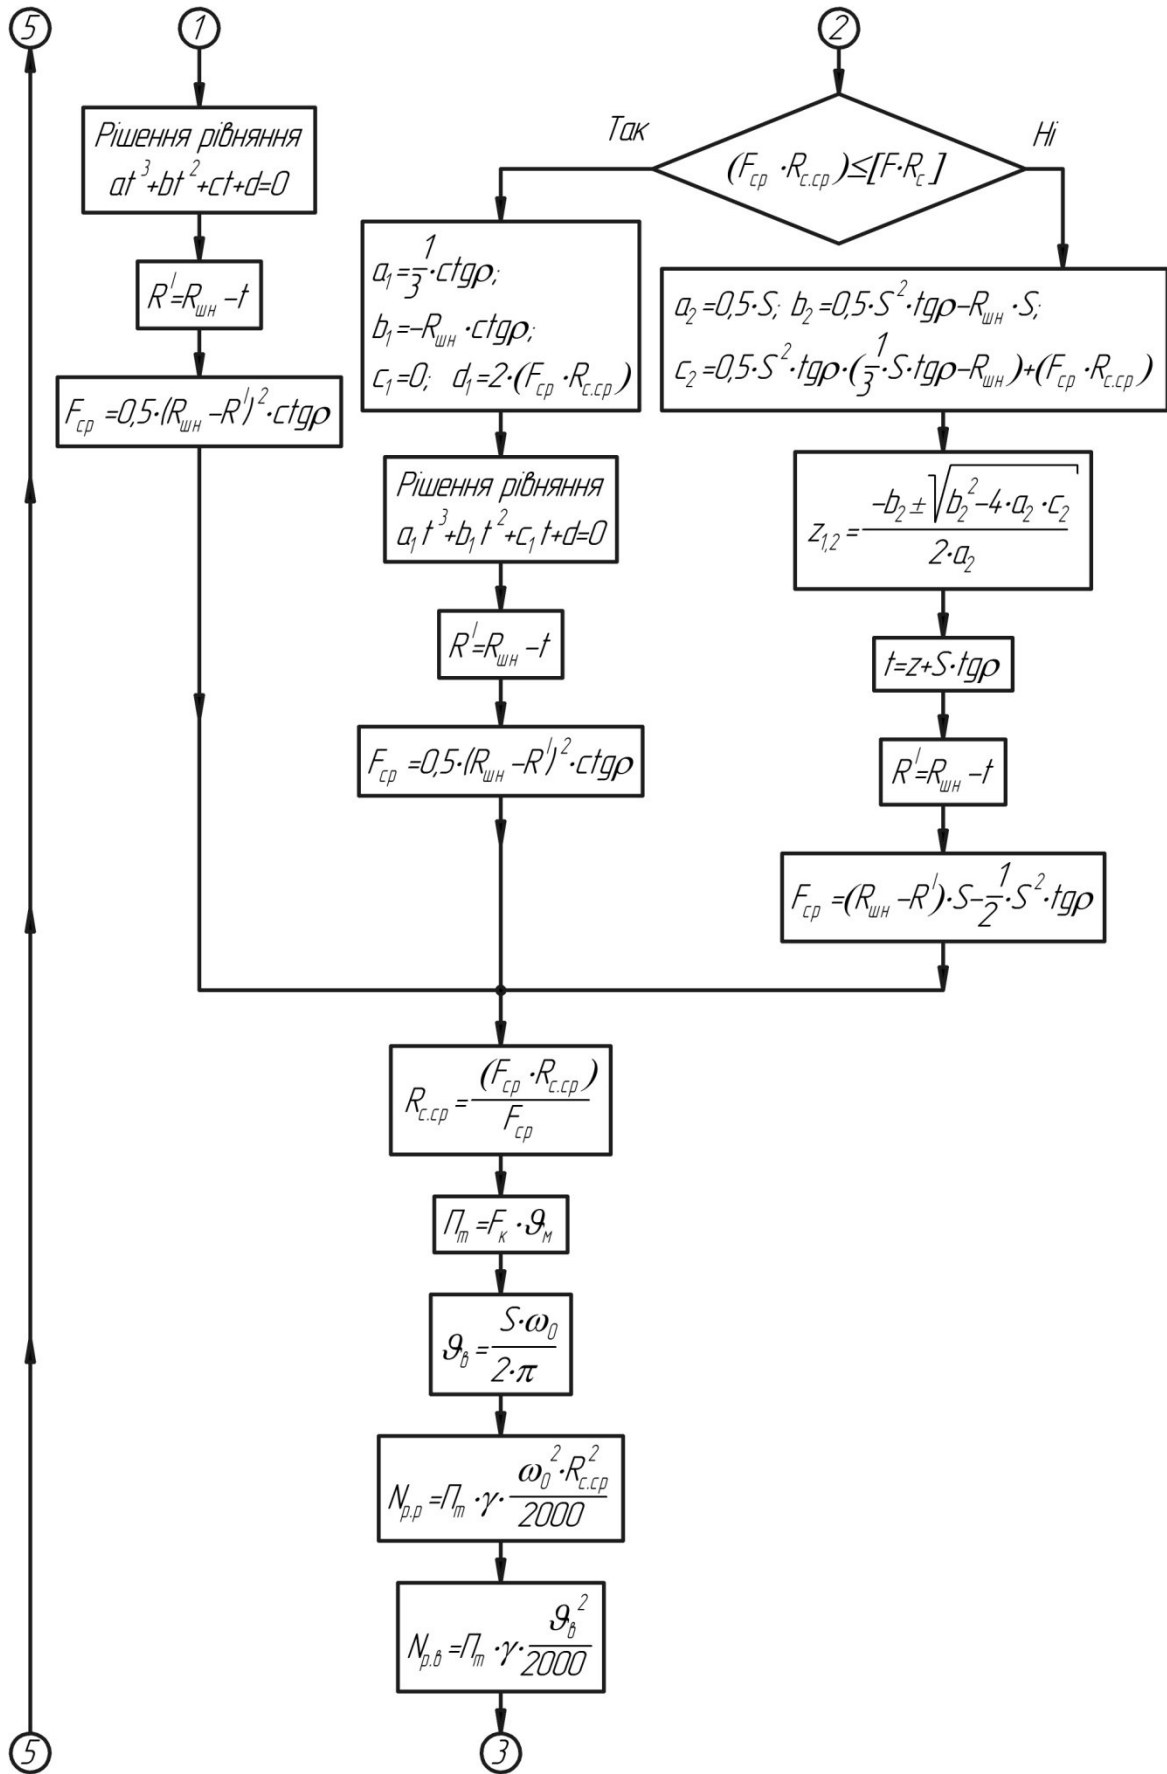 5
1
Рішення рівняння
at³+bt²+ct+d=0
R'=Rшн−t
Fср=0,5·(Rшн−R')²·ctgρ
2
(Fср·Rс.ср)≤[F·Rс]
Так
Ні
a₁=1/3·ctgρ;
b₁=−Rшн·ctgρ;
c₁=0; d₁=2·(Fср·Rс.ср)
Рішення рівняння
a₁t³+b₁t²+c₁t+d=0
R'=Rшн−t
Fср=0,5·(Rшн−R')²·ctgρ
a₂=0,5·S; b₂=0,5·S²·tgρ−Rшн·S;
c₂=0,5·S²·tgρ·(1/3·S·tgρ−Rшн)+(Fср·Rс.ср)
z₁,₂=(−b₂±√(b₂²−4·a₂·c₂))/(2·a₂)
t=z+S·tgρ
R'=Rшн−t
Fср=(Rшн−R')·S−1/2·S²·tgρ
Rс.ср=(Fср·Rс.ср)/Fср
Пт=Fк·ϑм
ϑв=S·ω₀/(2·π)
Nр.р=Пт·γ·ω₀²·R²с.ср/2000
Nр.в=Пт·γ·ϑв²/2000
5
3